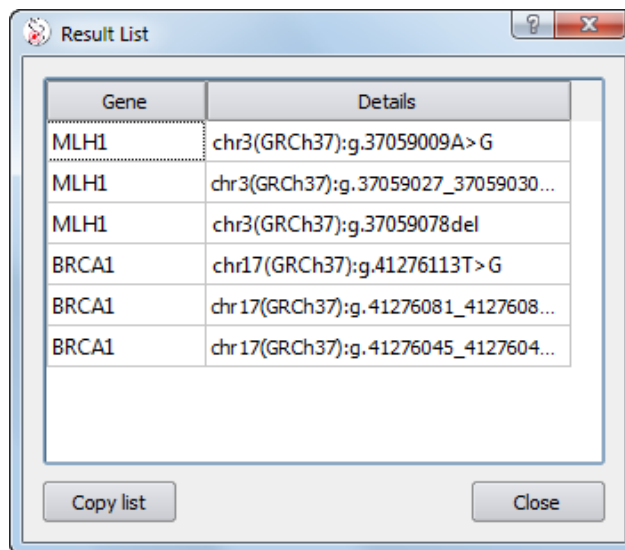 Result List
Gene Details
MLH1 chr3(GRCh37):g.37059009A>G
MLH1 chr3(GRCh37):g.37059027_37059030...
MLH1 chr3(GRCh37):g.37059078del
BRCA1 chr17(GRCh37):g.41276113T>G
BRCA1 chr17(GRCh37):g.41276081_4127608...
BRCA1 chr17(GRCh37):g.41276045_4127604...
Copy list Close